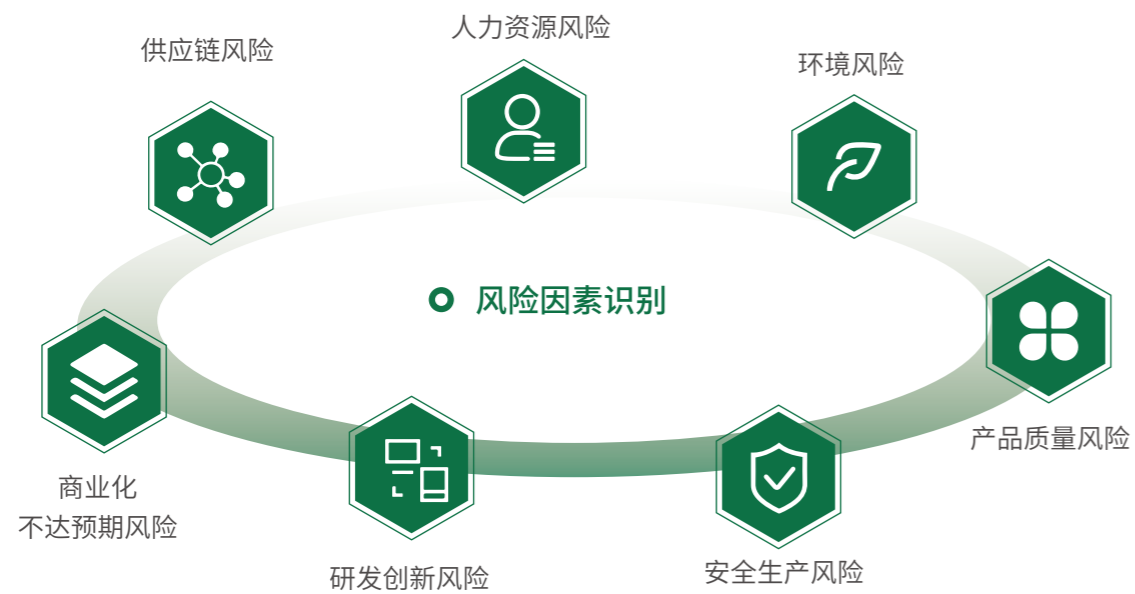 人力资源风险
供应链风险
环境风险
风险因素识别
产品质量风险
商业化
不达预期风险
安全生产风险
研发创新风险